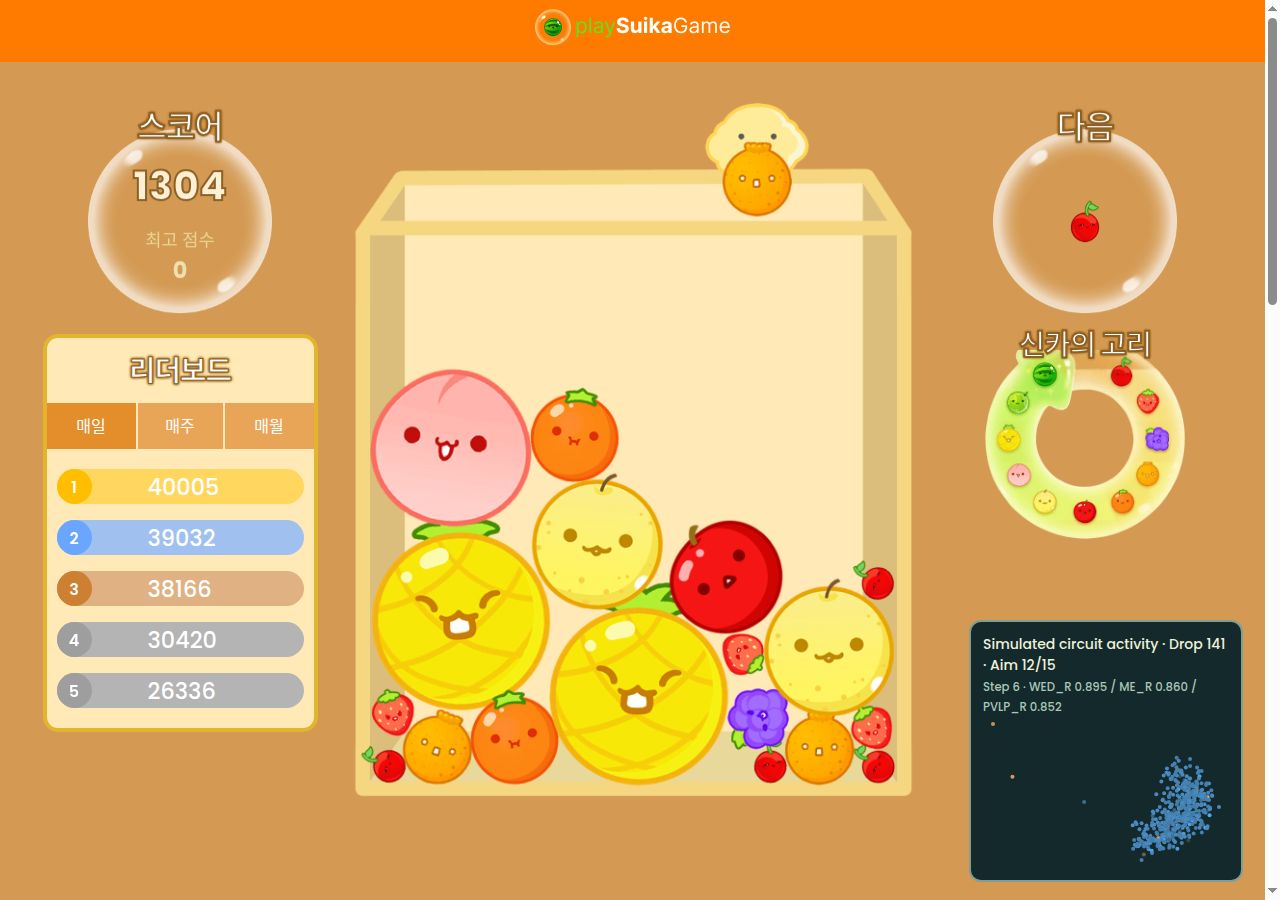 playSuikaGame
스코어
1304
최고 점수
0
다음
리더보드
매일 매주 매월
1 40005
2 39032
3 38166
4 30420
5 26336
신카의 고리
Simulated circuit activity · Drop 141
· Aim 12/15
Step 6 · WED_R 0.895 / ME_R 0.860 /
PVLP_R 0.852